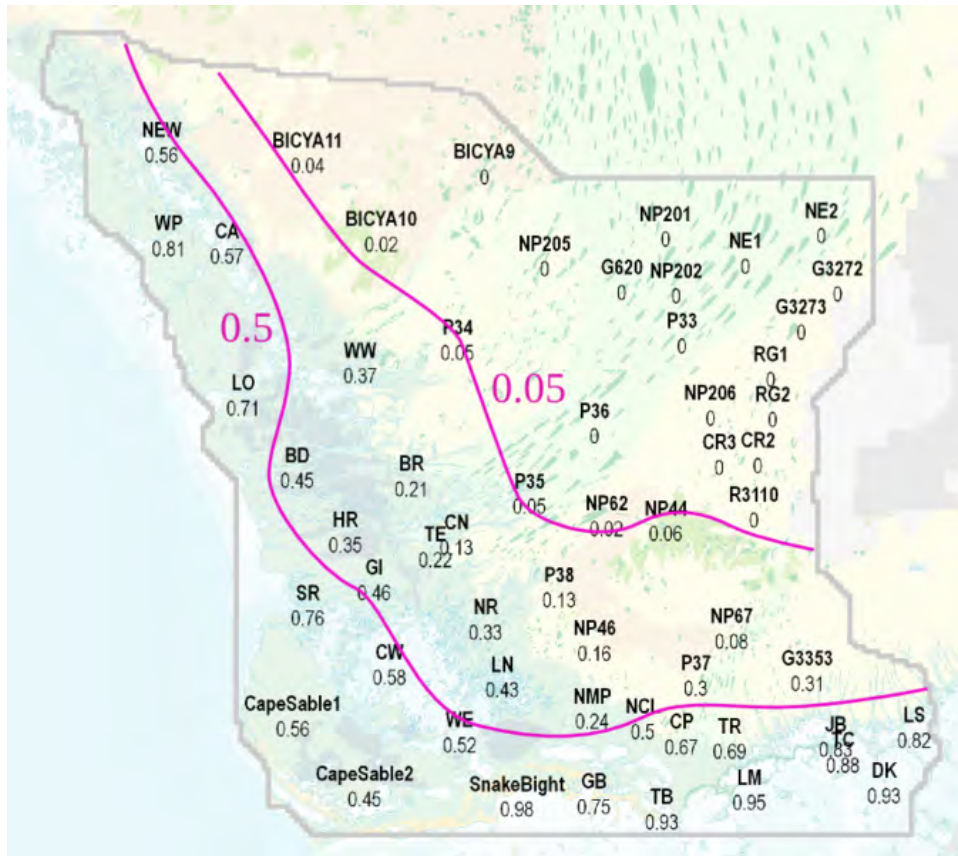 NEW
0.56
BICYA11
0.04
BICYA9
0
WP
0.81
CA
0.57
BICYA10
0.02
NP205
0
NP201
0
NE1
0
NE2
0
G620
0
NP202
0
G3272
0
P33
0
G3273
0
0.5
WW
0.37
P34
0.05
0.05
RG1
0
LO
0.71
P36
0
NP206
0
RG2
0
CR3
0
CR2
0
BD
0.45
BR
0.21
P35
0.05
NP62
0.02
NP44
0.06
R3110
0
HR
0.35
TE
0.22
CN
0.13
GI
0.46
P38
0.13
SR
0.76
NR
0.33
NP46
0.16
NP67
0.08
CW
0.58
LN
0.43
P37
0.3
G3353
0.31
CapeSable1
0.56
WE
0.52
NMP
0.24
NCI
0.5
CP
0.67
TR
0.69
JB
0.83
TC
0.88
LS
0.82
CapeSable2
0.45
SnakeBight
0.98
GB
0.75
TB
0.93
LM
0.95
DK
0.93